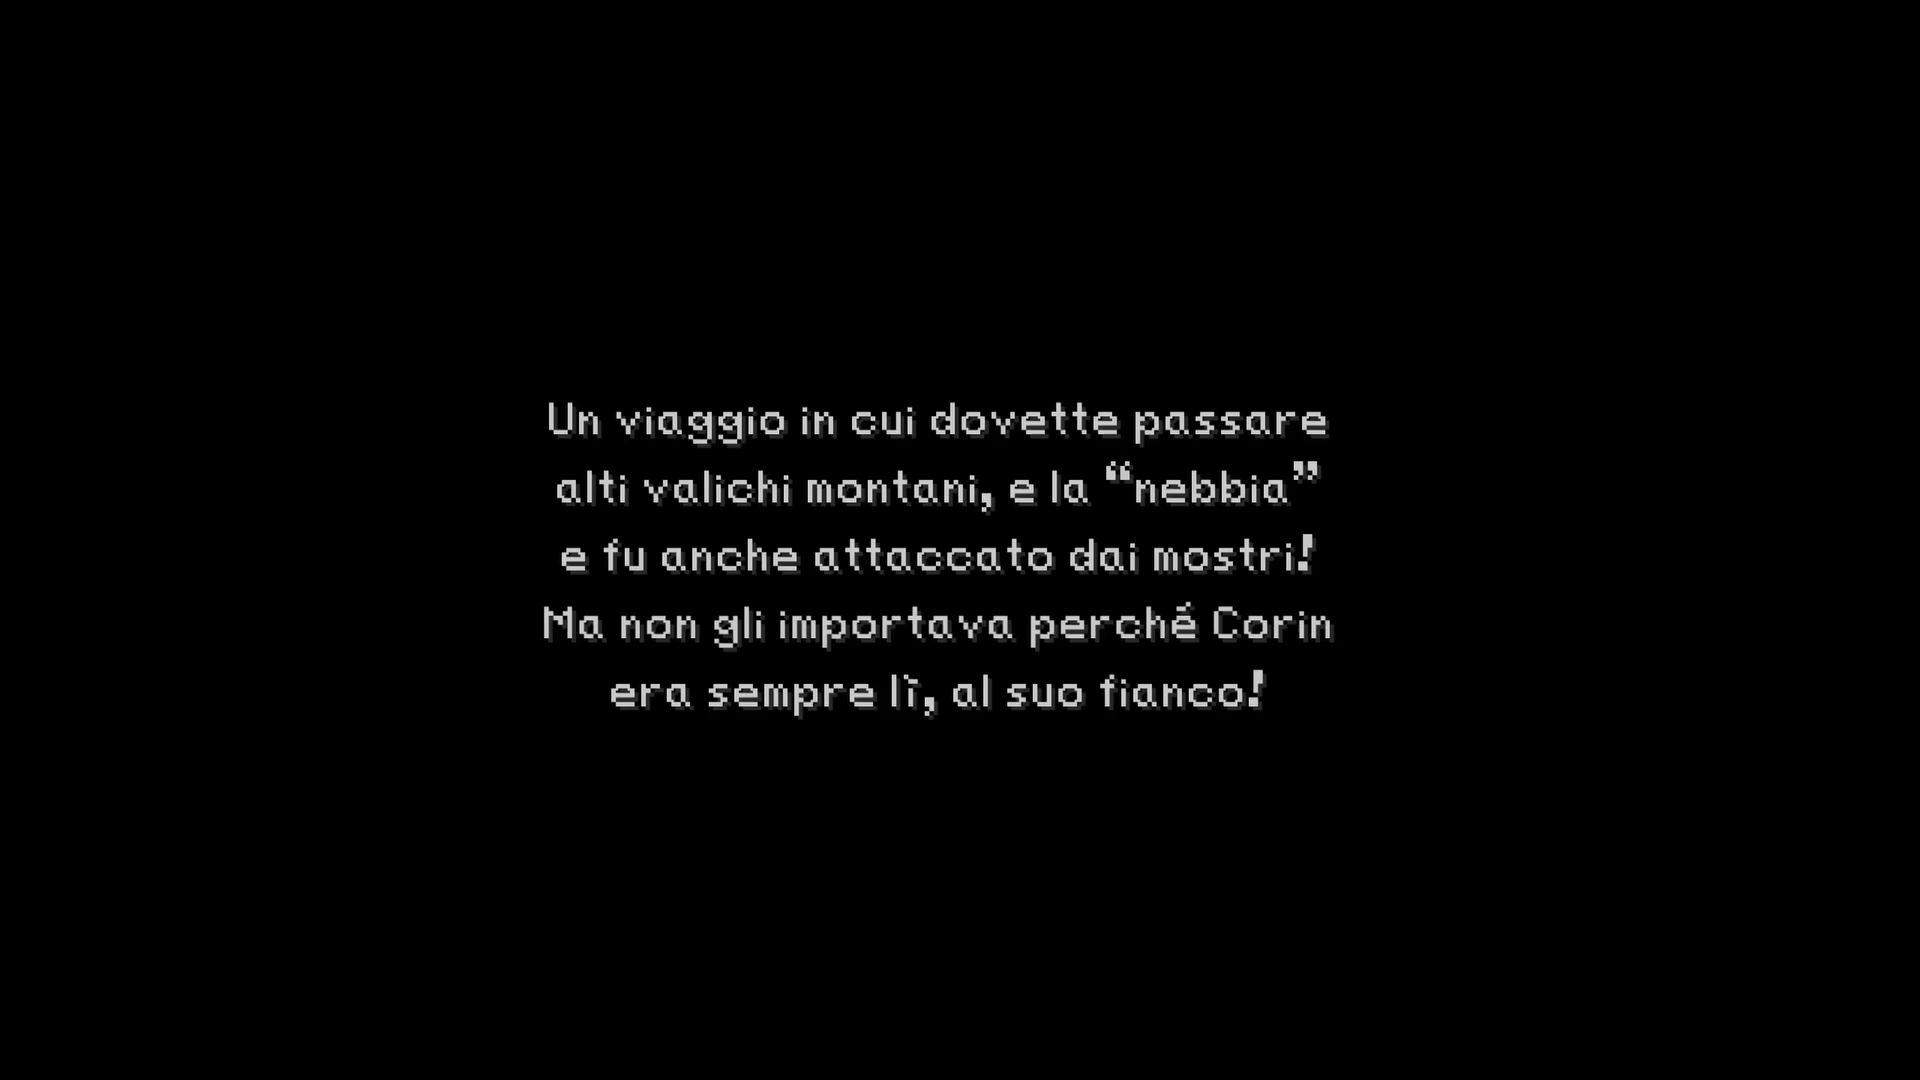 Un viaggio in cui dovette passare
alti valichi montani, e la “nebbia”
e fu anche attaccato dai mostri!
Ma non gli importava perché Corin
era sempre lì, al suo fianco!